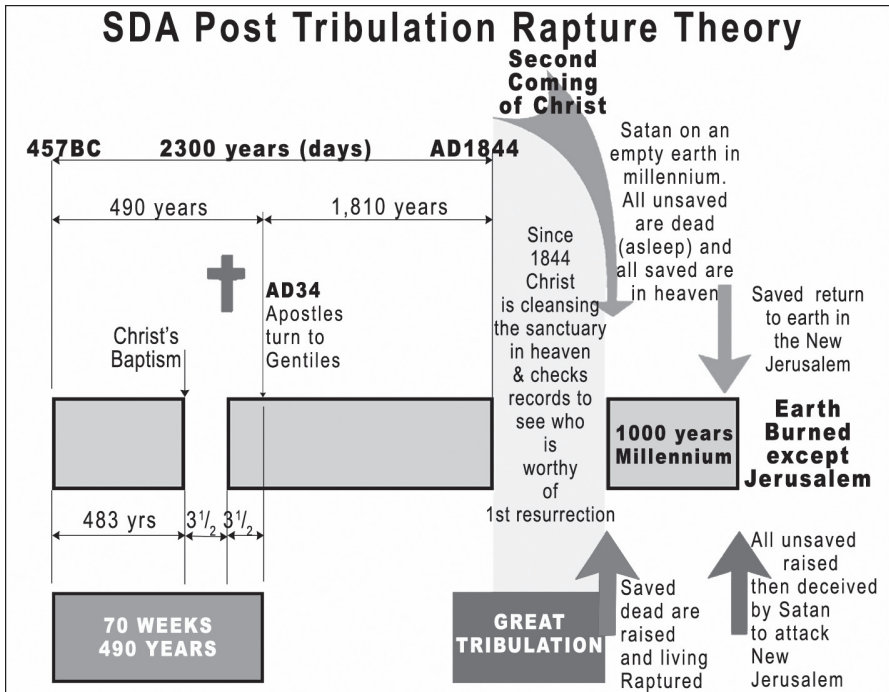 SDA Post Tribulation Rapture Theory
Second
Coming
of Christ
457BC 2300 years (days) AD1844
490 years 1,810 years
Satan on an
empty earth in
millennium.
All unsaved
are dead
(asleep) and
all saved are
in heaven
Since
1844
Christ
is cleansing
the sanctuary
in heaven
& checks
records to
see who
is
worthy
of
1st resurrection
AD34
Apostles
turn to
Gentiles
Christ's
Baptism
Saved return
to earth in
the New
Jerusalem
1000 years
Millennium
Earth
Burned
except
Jerusalem
483 yrs 3 1/2 3 1/2
70 WEEKS
490 YEARS
GREAT
TRIBULATION
Saved
dead are
raised
and living
Raptured
All unsaved
raised
then deceived
by Satan
to attack
New
Jerusalem